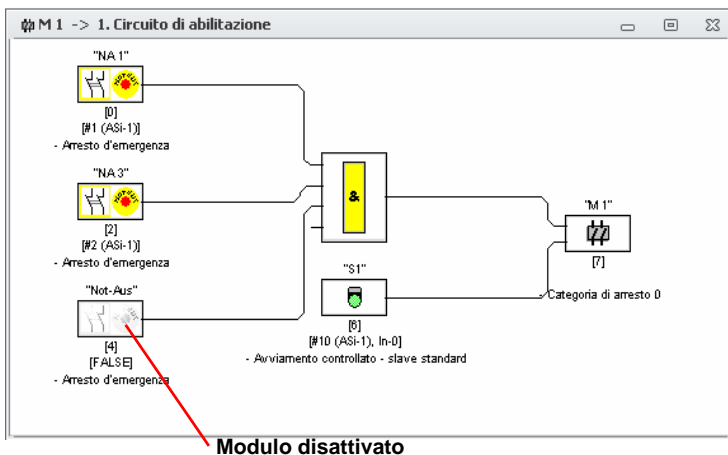 M 1 -> 1. Circuito di abilitazione
"NA 1"
[0]
[#1 (ASi-1)]
- Arresto d'emergenza
"NA 3"
[2]
[#2 (ASi-1)]
- Arresto d'emergenza
"Not-Aus"
[4]
[FALSE]
- Arresto d'emergenza
&
"S1"
[6]
[#10 (ASi-1), In-0]
- Avviamento controllato - slave standard
"M 1"
[7]
- Categoria di arresto 0
Modulo disattivato